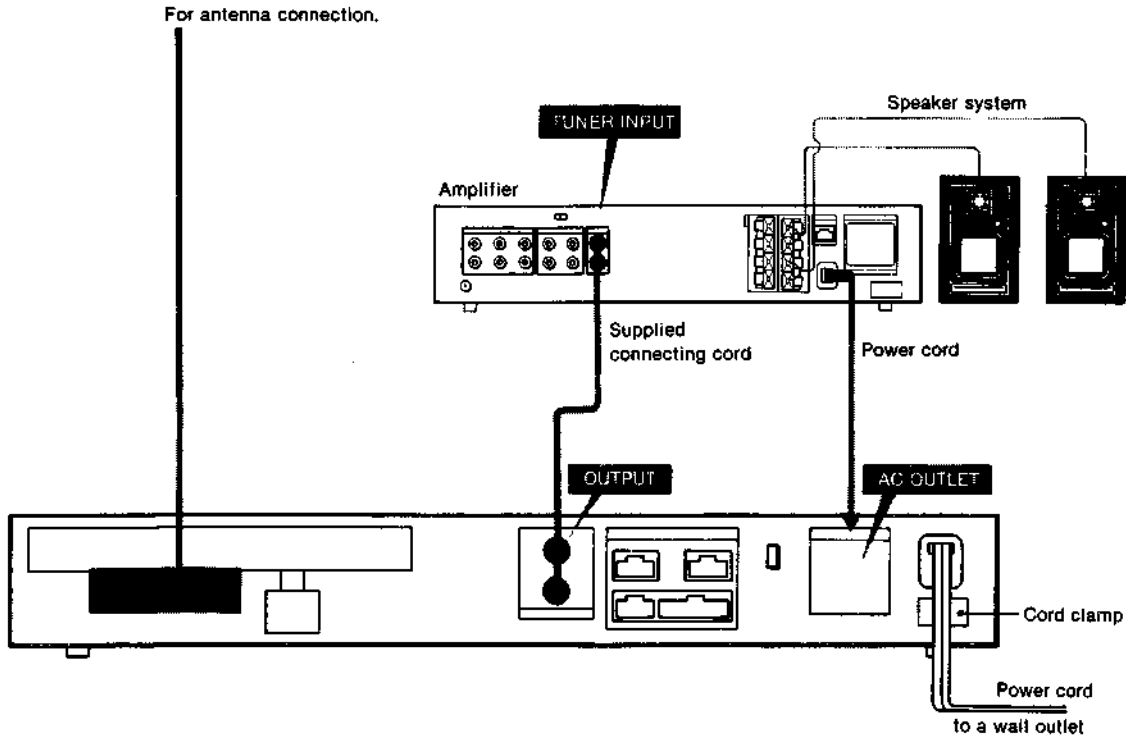 For antenna connection.
TUNER INPUT
Speaker system
Amplifier
Supplied
connecting cord
Power cord
OUTPUT
AC OUTLET
Cord clamp
Power cord
to a wall outlet